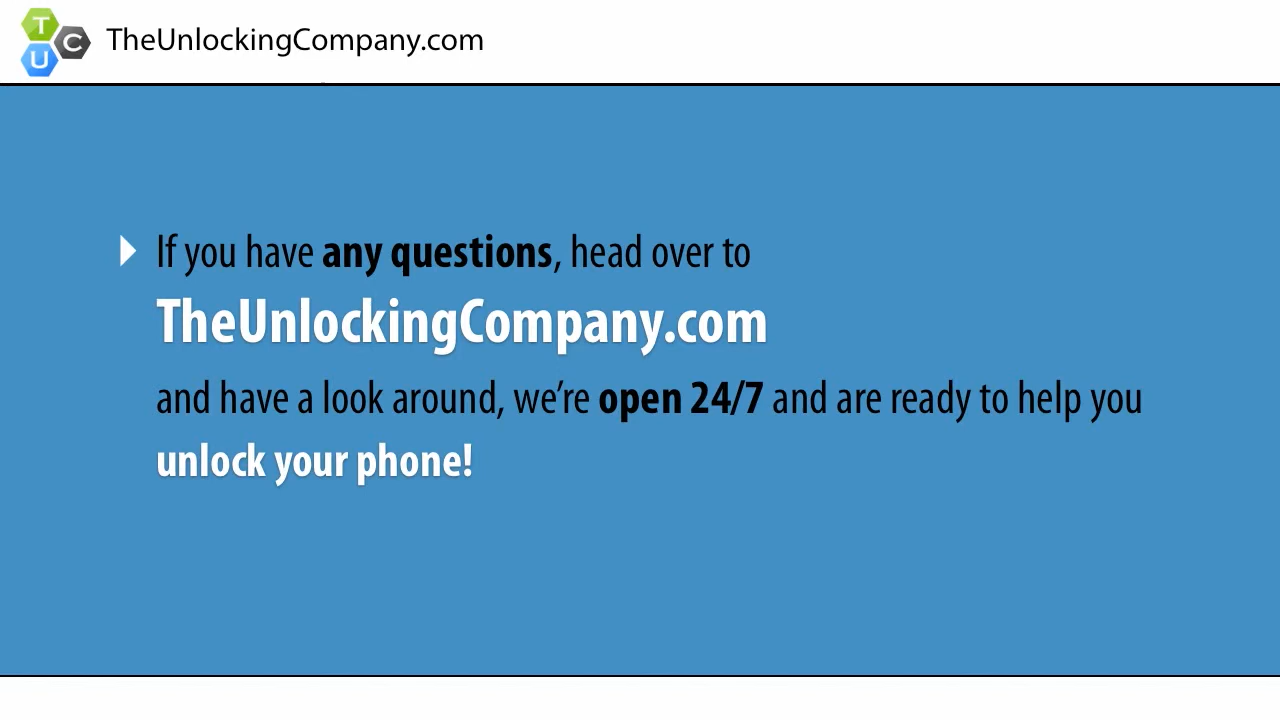 T
C
U
TheUnlockingCompany.com
If you have any questions, head over to
TheUnlockingCompany.com
and have a look around, we’re open 24/7 and are ready to help you
unlock your phone!